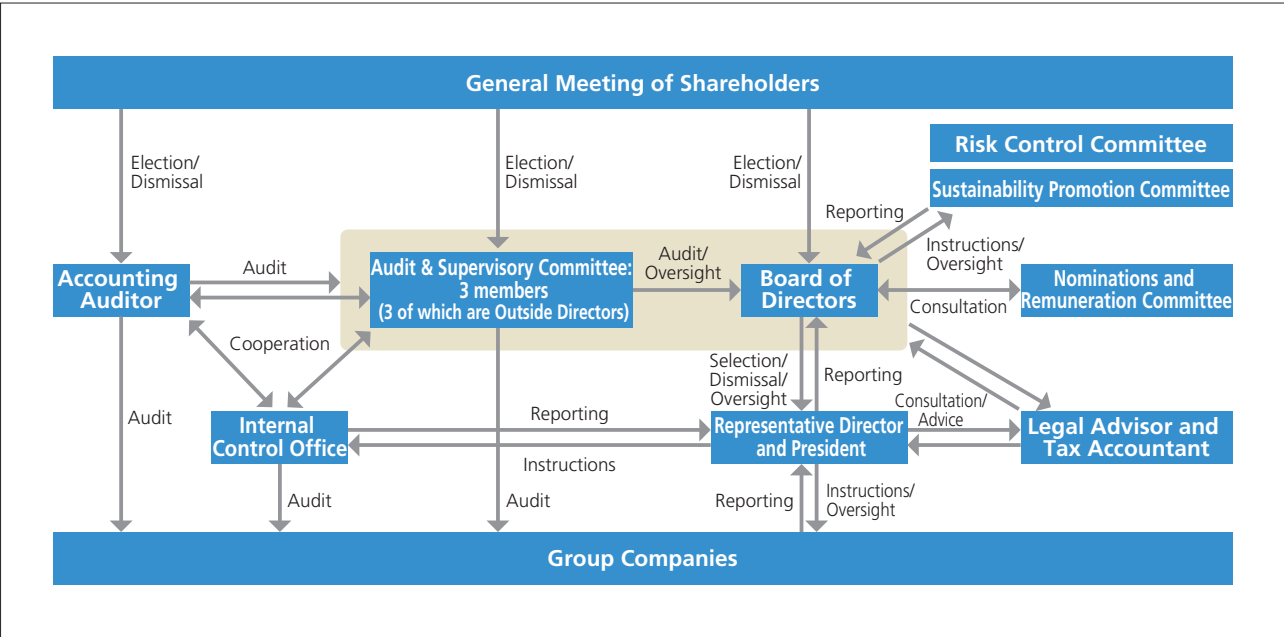 General Meeting of Shareholders
Risk Control Committee
Election/
Dismissal
Election/
Dismissal
Election/
Dismissal
Sustainability Promotion Committee
Reporting
Instructions/
Oversight
Accounting
Auditor
Audit
Audit & Supervisory Committee:
3 members
(3 of which are Outside Directors)
Audit/
Oversight
Board of
Directors
Nominations and
Remuneration Committee
Consultation
Cooperation
Selection/
Dismissal/
Oversight
Reporting
Consultation/
Advice
Audit
Internal
Control Office
Reporting
Instructions
Representative Director
and President
Legal Advisor and
Tax Accountant
Audit
Audit
Reporting
Instructions/
Oversight
Group Companies